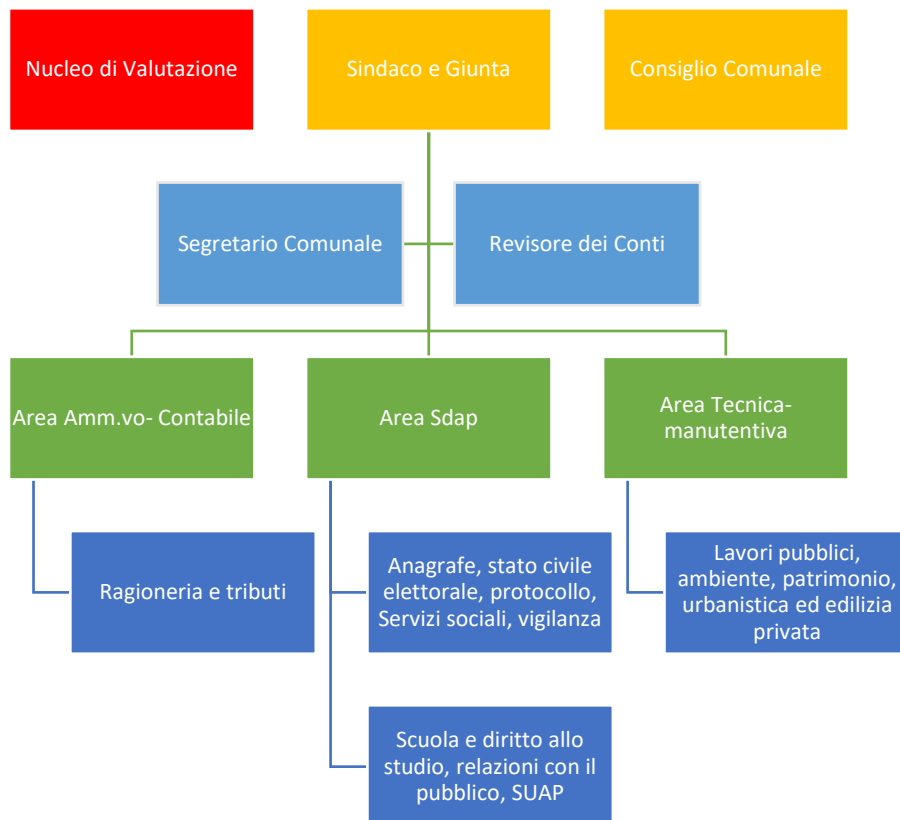 Nucleo di Valutazione
Sindaco e Giunta
Consiglio Comunale
Segretario Comunale
Revisore dei Conti
Area Amm.vo- Contabile
Area Sdap
Area Tecnica-
manutentiva
Ragioneria e tributi
Anagrafe, stato civile
elettorale, protocollo,
Servizi sociali, vigilanza
Lavori pubblici,
ambiente, patrimonio,
urbanistica ed edilizia
privata
Scuola e diritto allo
studio, relazioni con il
pubblico, SUAP